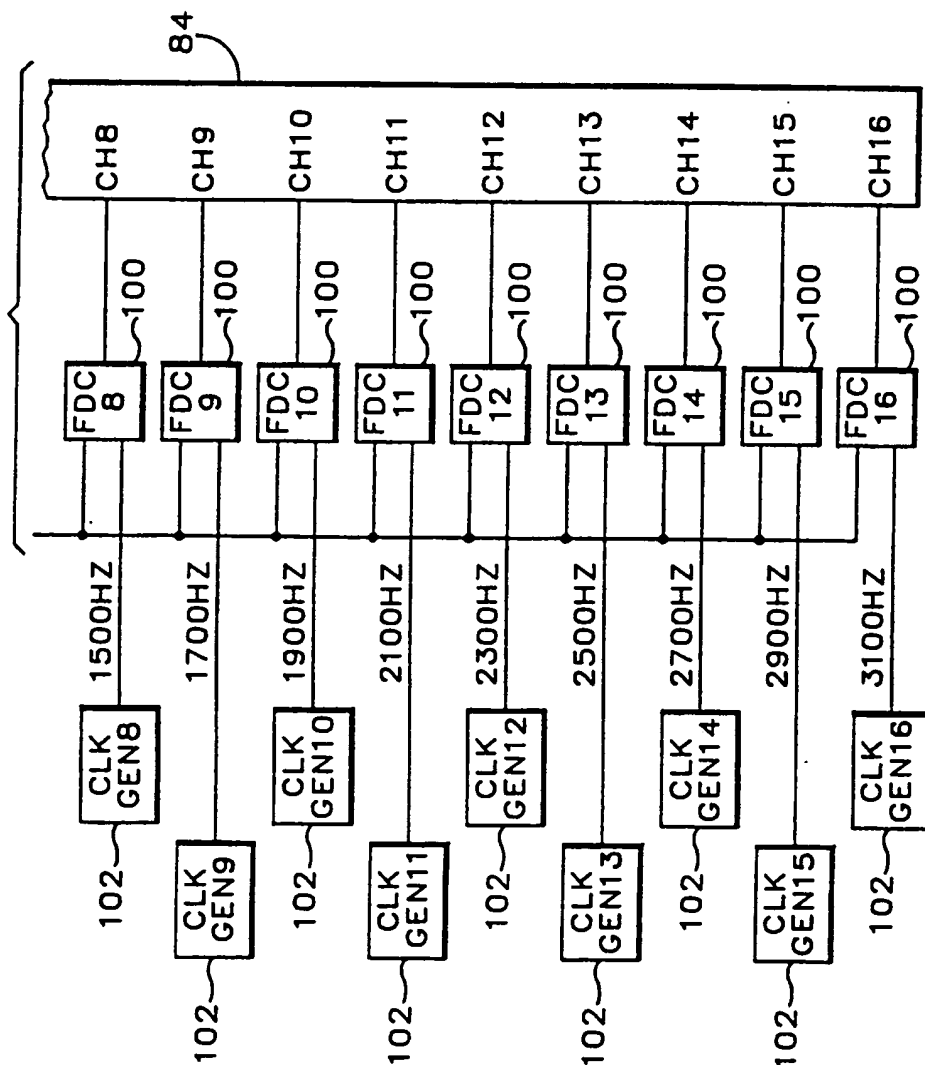 84
CH8
CH9
CH10
CH11
CH12
CH13
CH14
CH15
CH16
100
100
100
100
100
100
100
100
100
FDC
8
FDC
9
FDC
10
FDC
11
FDC
12
FDC
13
FDC
14
FDC
15
FDC
16
1500HZ
1700HZ
1900HZ
2100HZ
2300HZ
2500HZ
2700HZ
2900HZ
3100HZ
CLK
GEN8
CLK
GEN9
CLK
GEN10
CLK
GEN11
CLK
GEN12
CLK
GEN13
CLK
GEN14
CLK
GEN15
CLK
GEN16
102
102
102
102
102
102
102
102
102